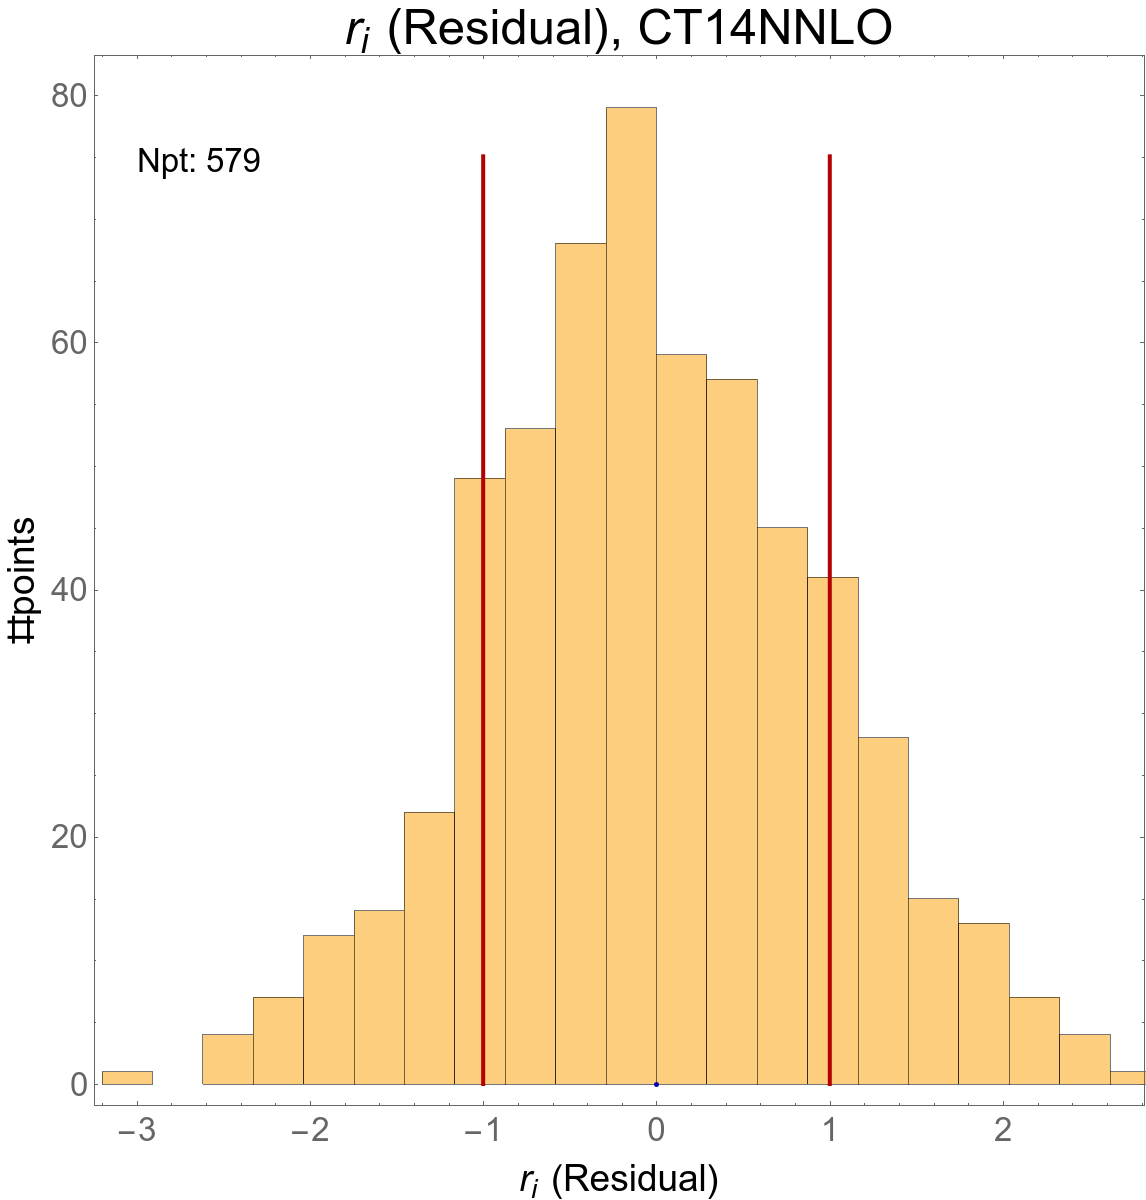 r_i (Residual), CT14NNLO
80
Npt: 579
60
#points
40
20
0
−3 −2 −1 0 1 2
r_i (Residual)